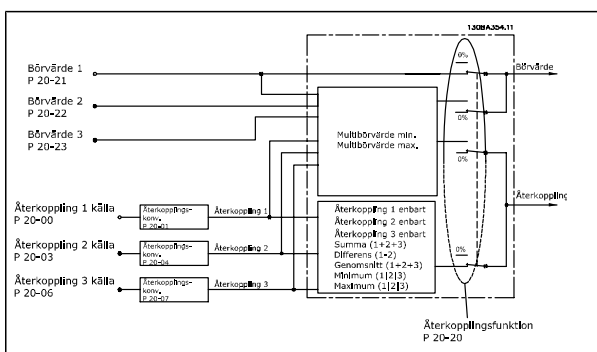 130BA354.11
Börvärde 1
P 20-21
0%
Börvärde
Börvärde 2
P 20-22
0%
Börvärde 3
P 20-23
Multibörvärde min.
Multibörvärde max.
0%
Återkoppling 1 källa
P 20-00
Återkopplings-
konv.
P 20-01
Återkoppling 1
Återkoppling 2 källa
P 20-03
Återkopplings-
konv.
P 20-04
Återkoppling 2
Återkoppling 3 källa
P 20-06
Återkopplings-
konv.
P 20-07
Återkoppling 3
Återkoppling 1 enbart
Återkoppling 2 enbart
Återkoppling 3 enbart
Summa (1+2+3)
Differens (1-2)
Genomsnitt (1+2+3)
Minimum (1|2|3)
Maximum (1|2|3)
0%
Återkoppling
Återkopplingsfunktion
P 20-20